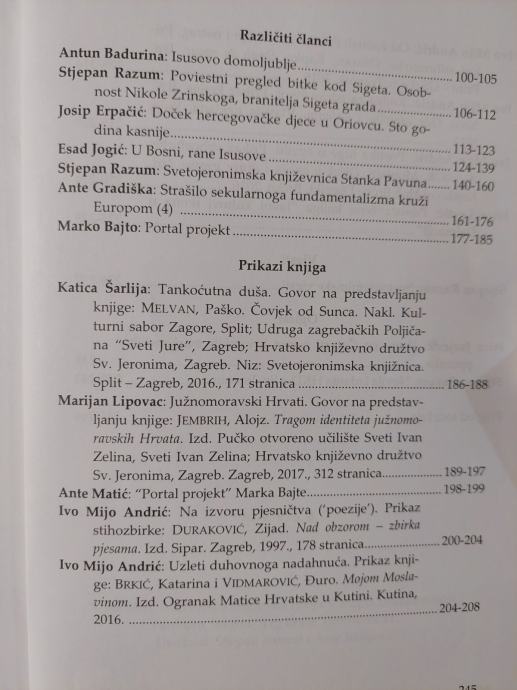 Različiti članci
Antun Badurina: Isusovo domoljublje........................................100-105
Stjepan Razum: Poviestni pregled bitke kod Sigeta. Osob-
nost Nikole Zrinskoga, branitelja Sigeta grada....................106-112
Josip Erpačić: Doček hercegovačke djece u Oriovcu. Sto go-
dina kasnije..............................................................113-123
Esad Jogić: U Bosni, rane Isusove............................................124-139
Stjepan Razum: Svetojeronimska književnica Stanka Pavuna......140-160
Ante Gradiška: Strašilo sekularnoga fundamentalizma kruži
Europom (4) ..............................................................161-176
Marko Bajto: Portal projekt....................................................177-185
Prikazi knjiga
Katica Šarlija: Tankoćutna duša. Govor na predstavljanju
knjige: MELVAN, Paško. Čovjek od Sunca. Nakl. Kul-
turni sabor Zagore, Split; Udruga zagrebačkih Poljiča-
na "Sveti Jure", Zagreb; Hrvatsko književno družtvo
Sv. Jeronima, Zagreb. Niz: Svetojeronimska knjižnica.
Split – Zagreb, 2016., 171 stranica ..................................186-188
Marijan Lipovac: Južnomoravski Hrvati. Govor na predstav-
ljanju knjige: JEMBRIH, Alojz. Tragom identiteta južnomo-
ravskih Hrvata. Izd. Pučko otvoreno učilište Sveti Ivan
Zelina, Sveti Ivan Zelina; Hrvatsko književno družtvo
Sv. Jeronima, Zagreb. Zagreb, 2017., 312 stranica..............189-197
Ante Matić: "Portal projekt" Marka Bajte..................................198-199
Ivo Mijo Andrić: Na izvoru pjesničtva ('poezije'). Prikaz
stihozbirke: DURAKOVIĆ, Zijad. Nad obzorom – zbirka
pjesama. Izd. Sipar. Zagreb, 1997., 178 stranica..................200-204
Ivo Mijo Andrić: Uzleti duhovnoga nadahnuća. Prikaz knji-
ge: BRKIĆ, Katarina i VIDMAROVIĆ, Đuro. Mojom Mosla-
vinom. Izd. Ogranak Matice Hrvatske u Kutini. Kutina,
2016. ........................................................................204-208
245